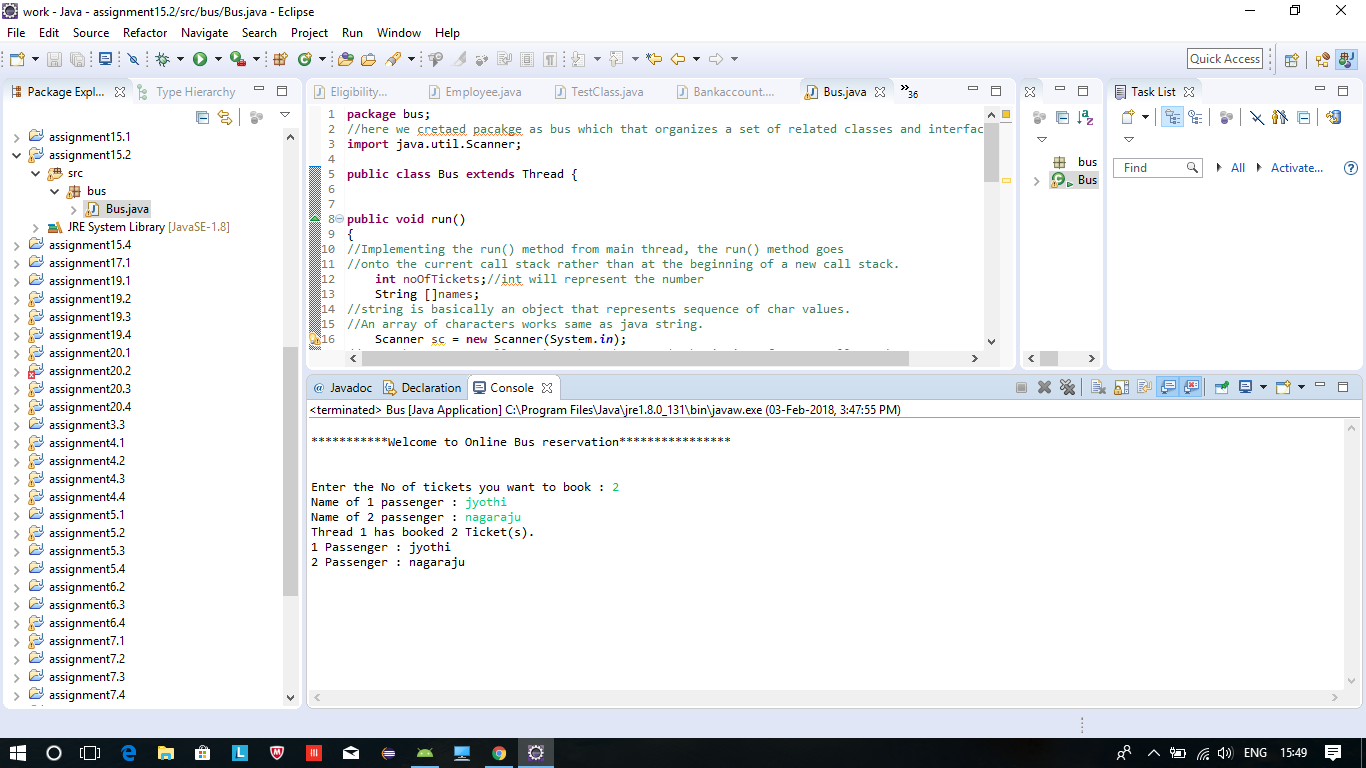 work - Java - assignment15.2/src/bus/Bus.java - Eclipse
File Edit Source Refactor Navigate Search Project Run Window Help
Quick Access
Package Expl... Type Hierarchy
assignment15.1
assignment15.2
src
bus
Bus.java
JRE System Library [JavaSE-1.8]
assignment15.4
assignment17.1
assignment19.1
assignment19.2
assignment19.3
assignment19.4
assignment20.1
assignment20.2
assignment20.3
assignment20.4
assignment3.3
assignment4.1
assignment4.2
assignment4.3
assignment4.4
assignment5.1
assignment5.2
assignment5.3
assignment5.4
assignment6.2
assignment6.3
assignment6.4
assignment7.1
assignment7.2
assignment7.3
assignment7.4
Eligibility... Employee.java TestClass.java Bankaccount.... Bus.java »36
1 package bus;
2 //here we cretaed pacakge as bus which that organizes a set of related classes and interfac
3 import java.util.Scanner;
4
5 public class Bus extends Thread {
6
7
8 public void run()
9 {
10 //Implementing the run() method from main thread, the run() method goes
11 //onto the current call stack rather than at the beginning of a new call stack.
12 int noOfTickets;//int will represent the number
13 String []names;
14 //string is basically an object that represents sequence of char values.
15 //An array of characters works same as java string.
16 Scanner sc = new Scanner(System.in);
bus
Bus
Task List
Find All Activate...
@ Javadoc Declaration Console
<terminated> Bus [Java Application] C:\Program Files\Java\jre1.8.0_131\bin\javaw.exe (03-Feb-2018, 3:47:55 PM)
***********Welcome to Online Bus reservation****************
Enter the No of tickets you want to book : 2
Name of 1 passenger : jyothi
Name of 2 passenger : nagaraju
Thread 1 has booked 2 Ticket(s).
1 Passenger : jyothi
2 Passenger : nagaraju
ENG 15:49